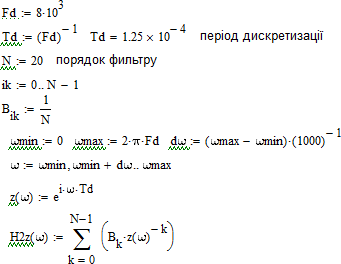 Fd := 8·10³
Td := (Fd)⁻¹ Td = 1.25 × 10⁻⁴ період дискретизації
N := 20 порядок фильтру
ik := 0.. N − 1
B_ik := 1/N
ωmin := 0 ωmax := 2·π·Fd dω := (ωmax − ωmin)·(1000)⁻¹
ω := ωmin, ωmin + dω.. ωmax
z(ω) := e^(i·ω·Td)
H2z(ω) := ∑_(k = 0)^(N−1) (B_k·z(ω)^(−k))